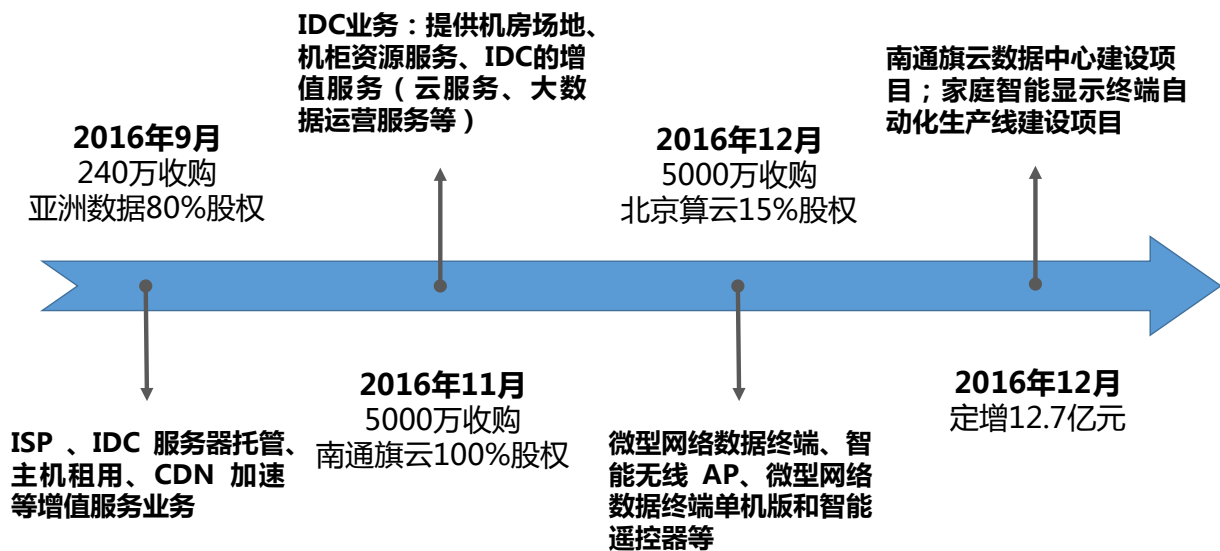 IDC业务：提供机房场地、
机柜资源服务、IDC的增
值服务（云服务、大数
据运营服务等）
南通旗云数据中心建设项
目；家庭智能显示终端自
动化生产线建设项目
2016年9月
240万收购
亚洲数据80%股权
2016年12月
5000万收购
北京算云15%股权
2016年11月
5000万收购
南通旗云100%股权
2016年12月
定增12.7亿元
ISP 、IDC 服务器托管、
主机租用、CDN 加速
等增值服务业务
微型网络数据终端、智
能无线 AP、微型网络
数据终端单机版和智能
遥控器等